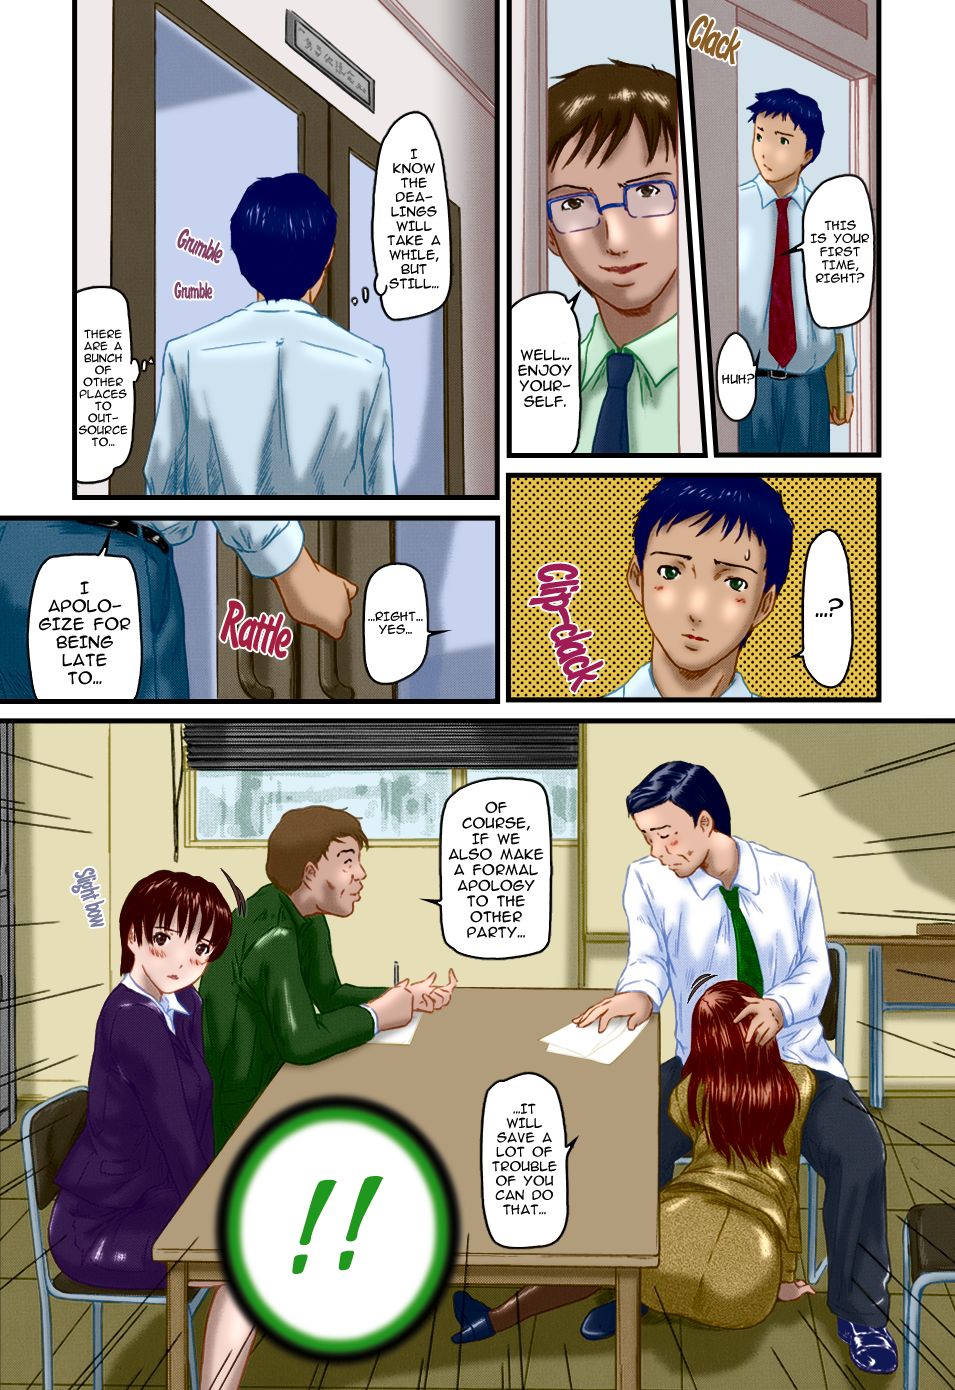 Clack
THIS
IS YOUR
FIRST
TIME,
RIGHT?
HUH?
WELL...
ENJOY
YOUR-
SELF.
I
KNOW
THE
DEA-
LINGS
WILL
TAKE A
WHILE,
BUT
STILL...
Grumble
Grumble
THERE
ARE A
BUNCH
OF
OTHER
PLACES
TO
OUT-
SOURCE
TO...
...?
Clip-clack
...RIGHT...
YES...
Rattle
I
APOLO-
GIZE FOR
BEING
LATE
TO...
OF
COURSE,
IF WE
ALSO MAKE
A FORMAL
APOLOGY
TO THE
OTHER
PARTY...
Slight bow
...IT
WILL
SAVE A
LOT OF
TROUBLE
OF YOU
CAN DO
THAT...
!!